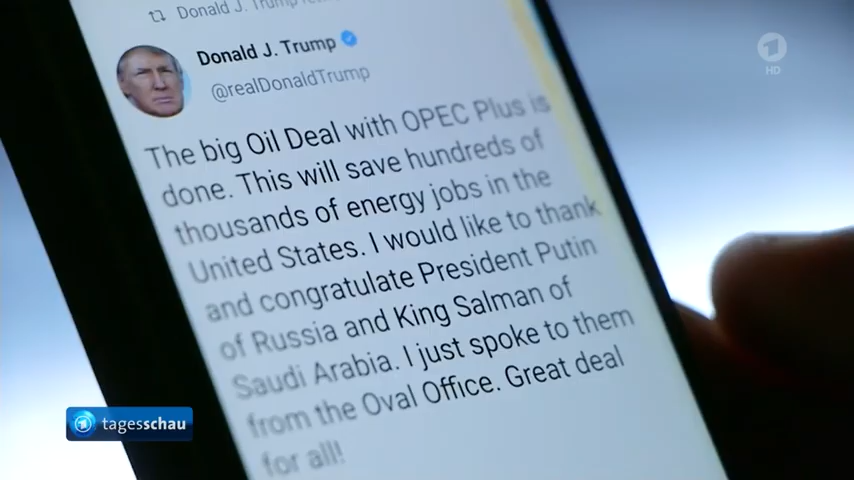 Donald J. Trump
Donald J. Trump
@realDonaldTrump
The big Oil Deal with OPEC Plus is
done. This will save hundreds of
thousands of energy jobs in the
United States. I would like to thank
and congratulate President Putin
of Russia and King Salman of
Saudi Arabia. I just spoke to them
from the Oval Office. Great deal
for all!
1
HD
tagesschau